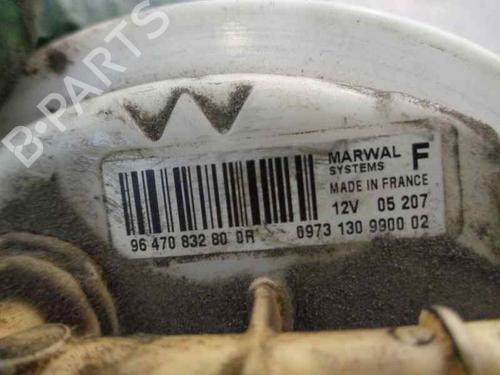 B-PARTS
MARWAL F
SYSTEMS
MADE IN FRANCE
12V 05 207
96 470 832 80 0R 0973 130 9900 02